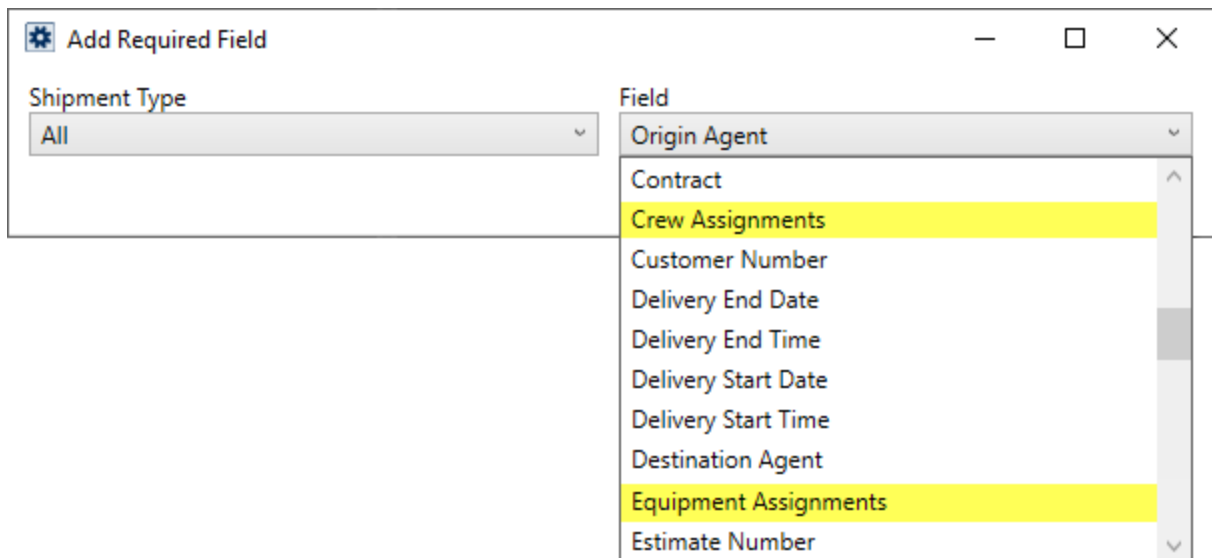 Add Required Field
Shipment Type
Field
All
Origin Agent
Contract
Crew Assignments
Customer Number
Delivery End Date
Delivery End Time
Delivery Start Date
Delivery Start Time
Destination Agent
Equipment Assignments
Estimate Number